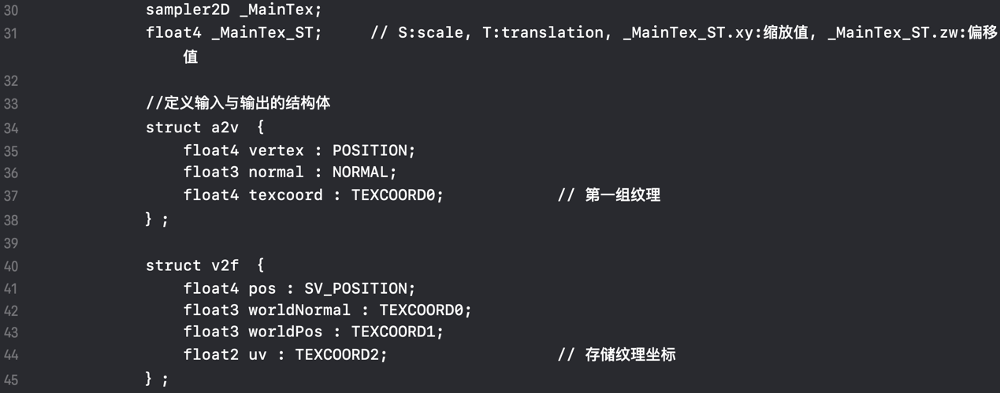 30 sampler2D _MainTex;
31 float4 _MainTex_ST; // S:scale, T:translation, _MainTex_ST.xy:缩放值, _MainTex_ST.zw:偏移
值
32
33 //定义输入与输出的结构体
34 struct a2v {
35 float4 vertex : POSITION;
36 float3 normal : NORMAL;
37 float4 texcoord : TEXCOORD0; // 第一组纹理
38 } ;
39
40 struct v2f {
41 float4 pos : SV_POSITION;
42 float3 worldNormal : TEXCOORD0;
43 float3 worldPos : TEXCOORD1;
44 float2 uv : TEXCOORD2; // 存储纹理坐标
45 } ;